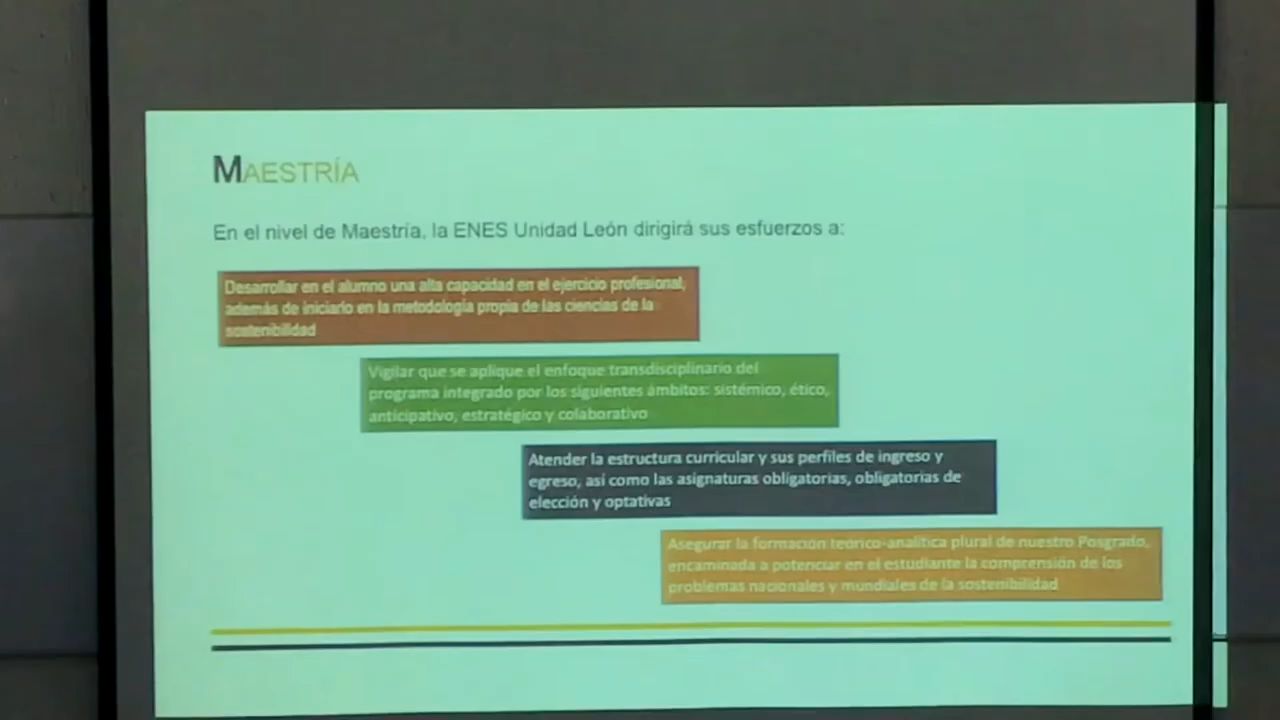 MAESTRÍA
En el nivel de Maestría, la ENES Unidad León dirigirá sus esfuerzos a:
Desarrollar en el alumno una alta capacidad en el ejercicio profesional,
además de iniciarlo en la metodología propia de las ciencias de la
sostenibilidad
Vigilar que se aplique el enfoque transdisciplinario del
programa integrado por los siguientes ámbitos: sistémico, ético,
anticipativo, estratégico y colaborativo
Atender la estructura curricular y sus perfiles de ingreso y
egreso, así como las asignaturas obligatorias, obligatorias de
elección y optativas
Asegurar la formación teórico-analítica plural de nuestro Posgrado,
encaminada a potenciar en el estudiante la comprensión de los
problemas nacionales y mundiales de la sostenibilidad